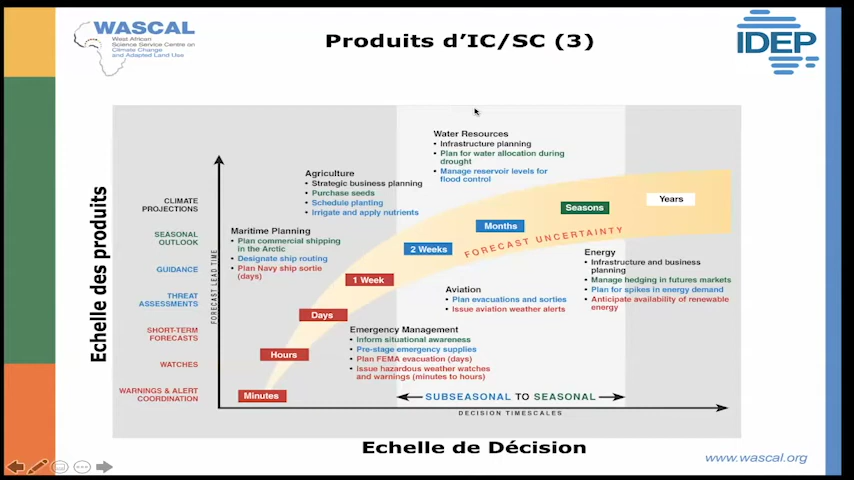 WASCAL
West African
Science Service Centre on
Climate Change
and Adapted Land Use
Produits d'IC/SC (3)
IDEP
Echelle des produits
FORECAST LEAD TIME
CLIMATE
PROJECTIONS
SEASONAL
OUTLOOK
GUIDANCE
THREAT
ASSESSMENTS
SHORT-TERM
FORECASTS
WATCHES
WARNINGS & ALERT
COORDINATION
Water Resources
• Infrastructure planning
• Plan for water allocation during
drought
• Manage reservoir levels for
flood control
Agriculture
• Strategic business planning
• Purchase seeds
• Schedule planting
• Irrigate and apply nutrients
Maritime Planning
• Plan commercial shipping
in the Arctic
• Designate ship routing
• Plan Navy ship sortie
(days)
Years
Seasons
Months
2 Weeks
1 Week
Days
Hours
Minutes
FORECAST UNCERTAINTY
Energy
• Infrastructure and business
planning
• Manage hedging in futures markets
• Plan for spikes in energy demand
• Anticipate availability of renewable
energy
Aviation
• Plan evacuations and sorties
• Issue aviation weather alerts
Emergency Management
• Inform situational awareness
• Pre-stage emergency supplies
• Plan FEMA evacuation (days)
• Issue hazardous weather watches
and warnings (minutes to hours)
SUBSEASONAL TO SEASONAL
DECISION TIMESCALES
Echelle de Décision
www.wascal.org